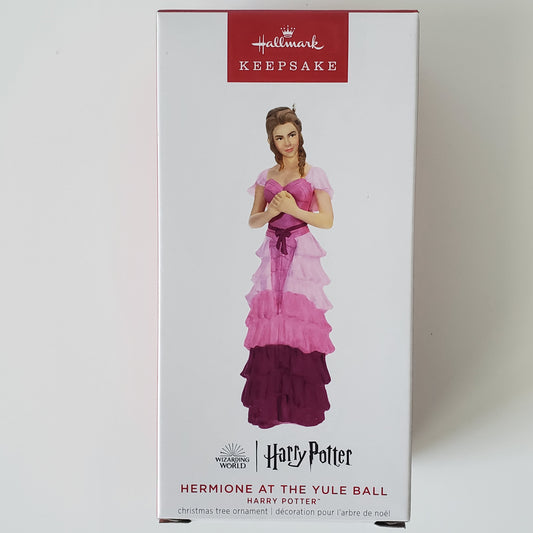 Hallmark
KEEPSAKE
WIZARDING
WORLD
Harry Potter
HERMIONE AT THE YULE BALL
HARRY POTTER™
christmas tree ornament | décoration pour l'arbre de noël